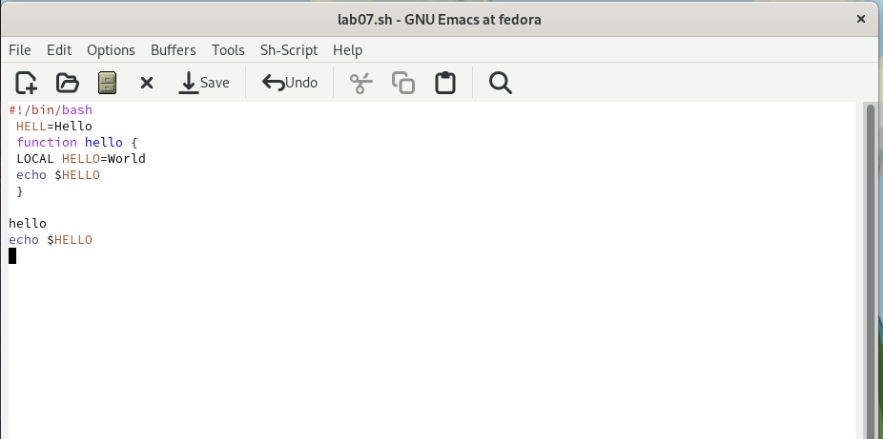 lab07.sh - GNU Emacs at fedora
File Edit Options Buffers Tools Sh-Script Help
Save Undo
#!/bin/bash
HELL=Hello
function hello {
LOCAL HELLO=World
echo $HELLO
}
hello
echo $HELLO